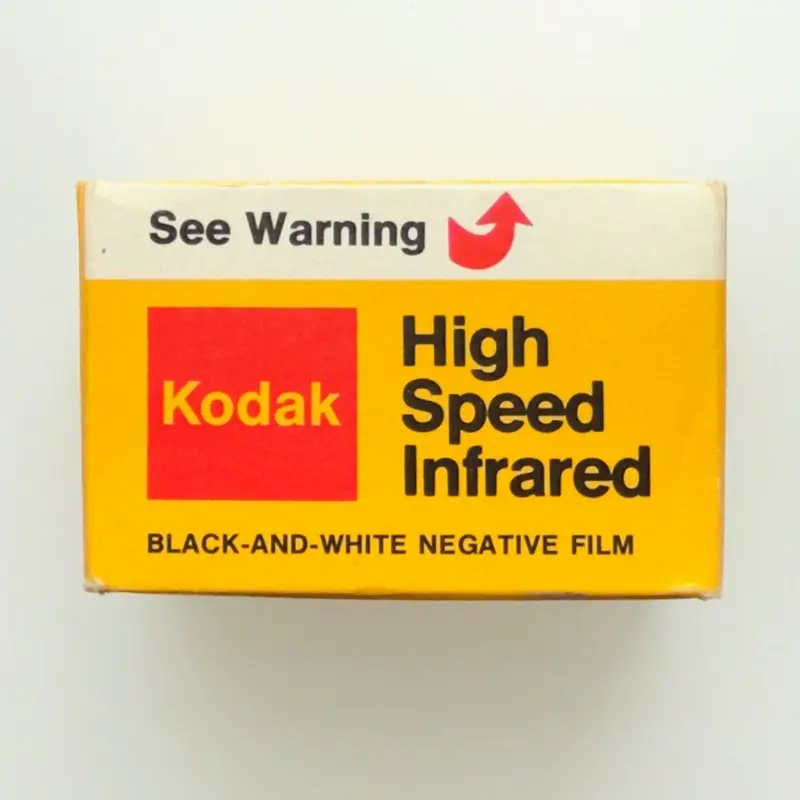 See Warning
Kodak
High
Speed
Infrared
BLACK-AND-WHITE NEGATIVE FILM